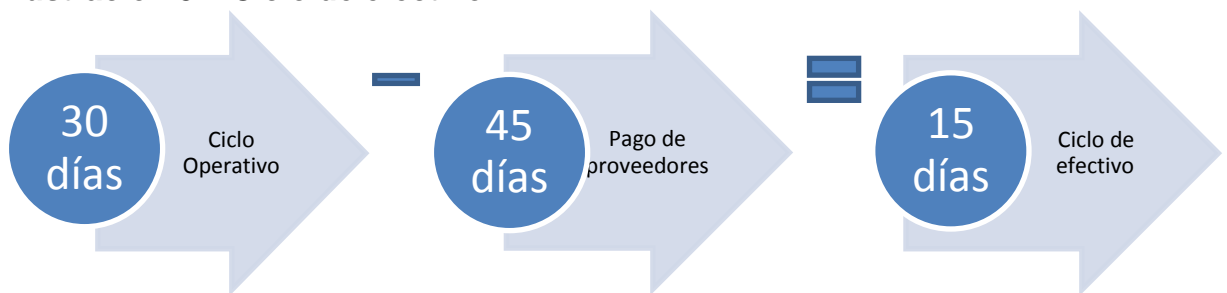 30
días
Ciclo
Operativo
45
días
Pago de
proveedores
15
días
Ciclo de
efectivo